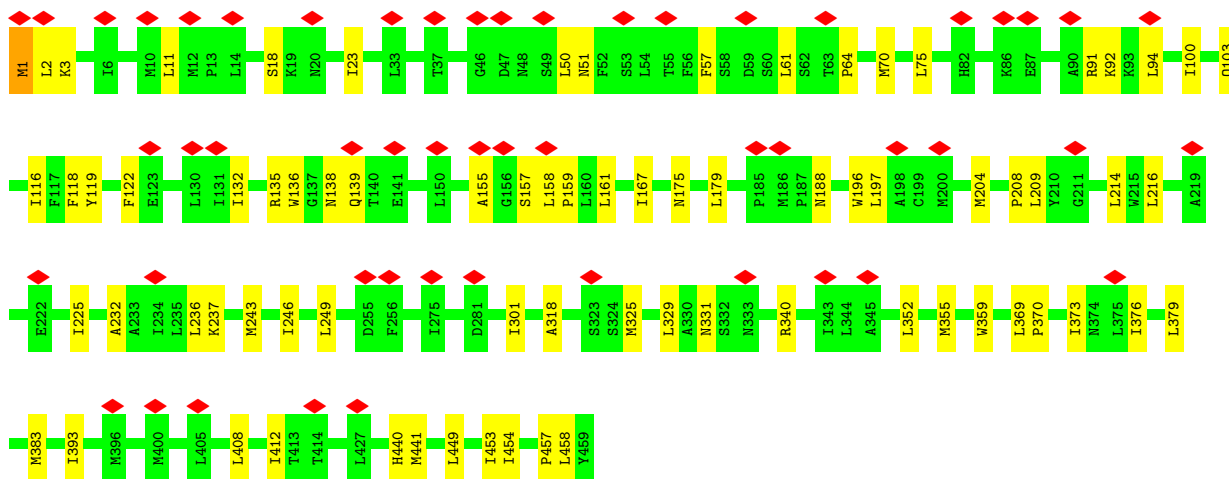 M1 L2 K3 I6 M10 L11 M12 P13 L14 S18 K19 N20 I23 L33 T37 G46 D47 N48 S49 L50 N51 F52 S53 L54 T55 F56 F57 S58 D59 S60 L61 S62 T63 P64 M70 L75 H82 K86 E87 A90 R91 K92 K93 L94 I100
I116 F117 F118 Y119 F122 E123 L130 I131 I132 R135 W136 G137 N138 Q139 T140 E141 L150 A155 G156 S157 L158 P159 L160 L161 I167 N175 L179 P185 M186 P187 N188 W196 L197 A198 C199 M200 M204 P208 L209 Y210 G211 L214 W215 L216 A219
E222 I225 A232 A233 I234 L235 L236 K237 M243 I246 L249 D255 F256 I275 D281 I301 A318 S323 S324 M325 L329 A330 N331 S332 N333 R340 I343 L344 A345 L352 M355 W359 L369 P370 I373 N374 L375 I376 L379
M383 I393 M396 M400 L405 L408 I412 T413 T414 L427 H440 M441 L449 I453 I454 P457 L458 Y459